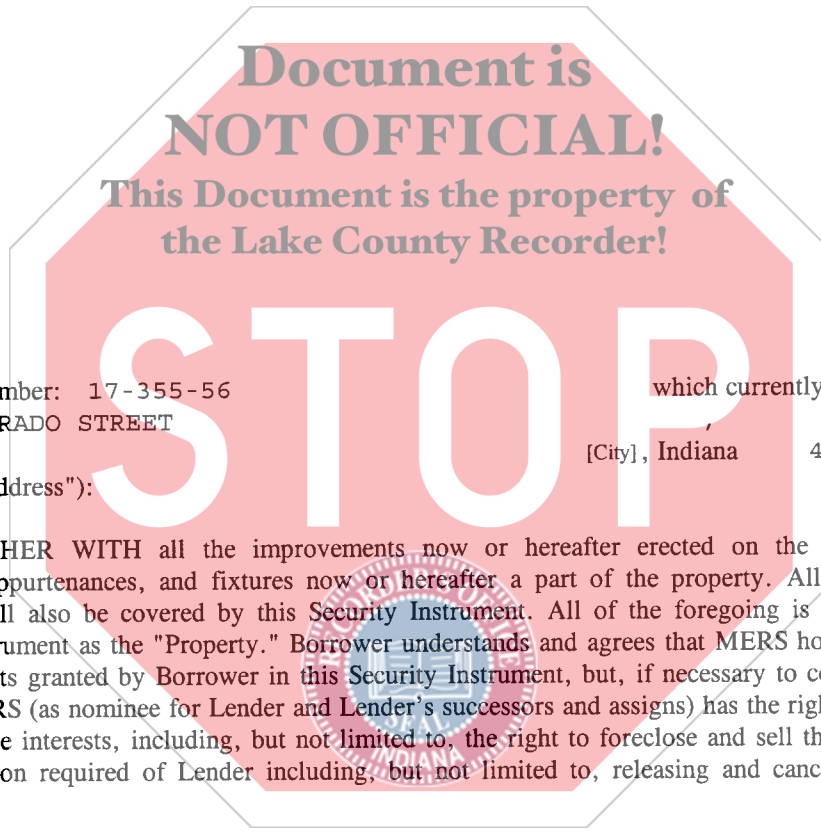 Document is
NOT OFFICIAL!
This Document is the property of
the Lake County Recorder!
STOP
mber: 17-355-56 which currently
RADO STREET ,
[City] , Indiana 4
ddress"):
HER WITH all the improvements now or hereafter erected on the
ppurtenances, and fixtures now or hereafter a part of the property. All
ll also be covered by this Security Instrument. All of the foregoing is
rument as the "Property." Borrower understands and agrees that MERS ho
ts granted by Borrower in this Security Instrument, but, if necessary to c
RS (as nominee for Lender and Lender's successors and assigns) has the righ
e interests, including, but not limited to, the right to foreclose and sell th
on required of Lender including, but not limited to, releasing and canc
SEAL
INDIANA